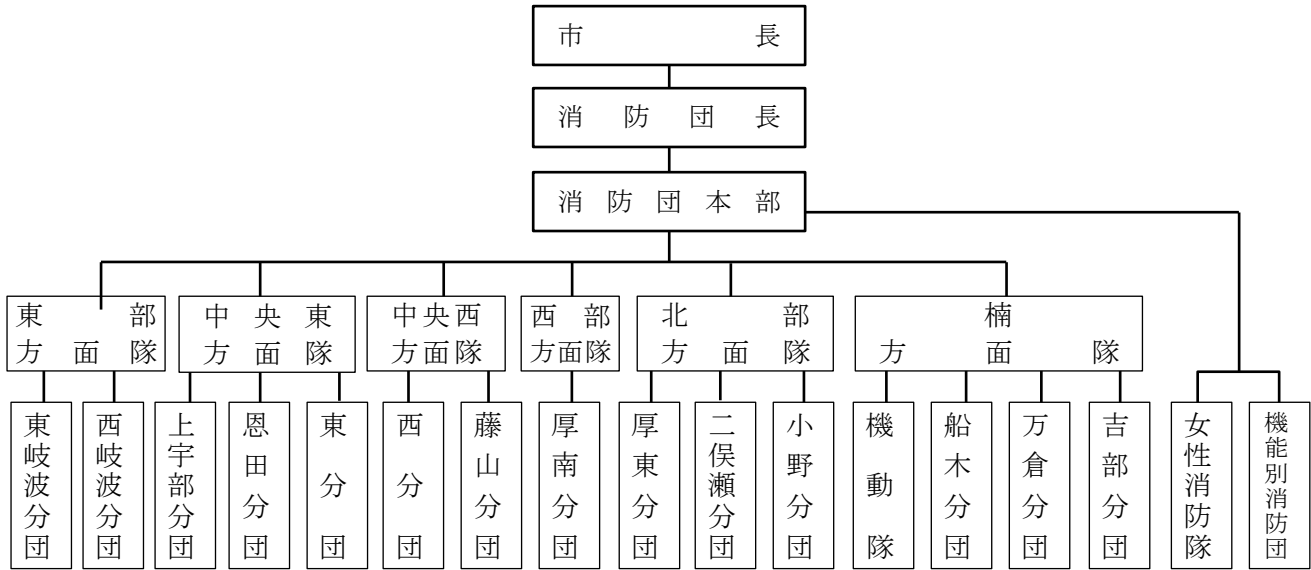 市長
消防団長
消防団本部
東部
方面隊
中央東
方面隊
中央西
方面隊
西部
方面隊
北部
方面隊
楠
方面隊
東岐波分団
西岐波分団
上宇部分団
恩田分団
東分団
西分団
藤山分団
厚南分団
厚東分団
二俣瀬分団
小野分団
機動隊
船木分団
万倉分団
吉部分団
女性消防隊
機能別消防団